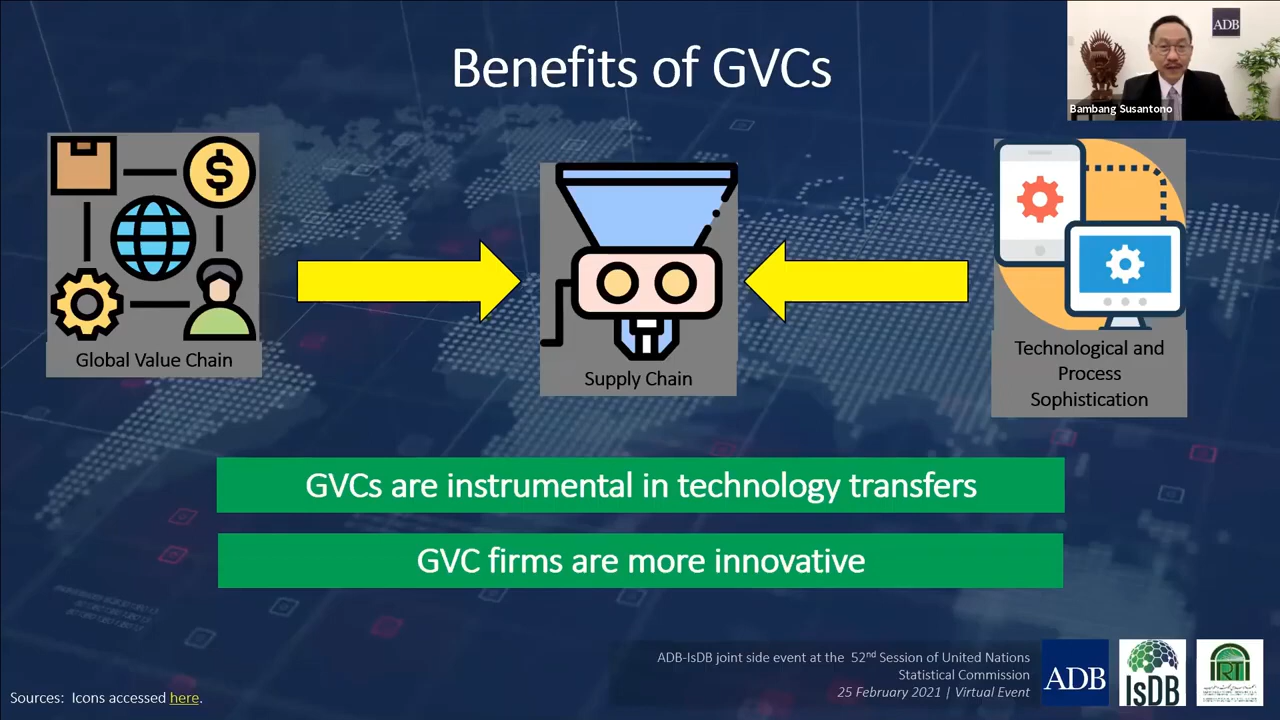 Benefits of GVCs
ADB
Bambang Susantono
$
Global Value Chain
Supply Chain
Technological and
Process
Sophistication
GVCs are instrumental in technology transfers
GVC firms are more innovative
ADB-IsDB joint side event at the 52nd Session of United Nations
Statistical Commission
25 February 2021 | Virtual Event
ADB
IsDB
IRTI
Sources: Icons accessed here.